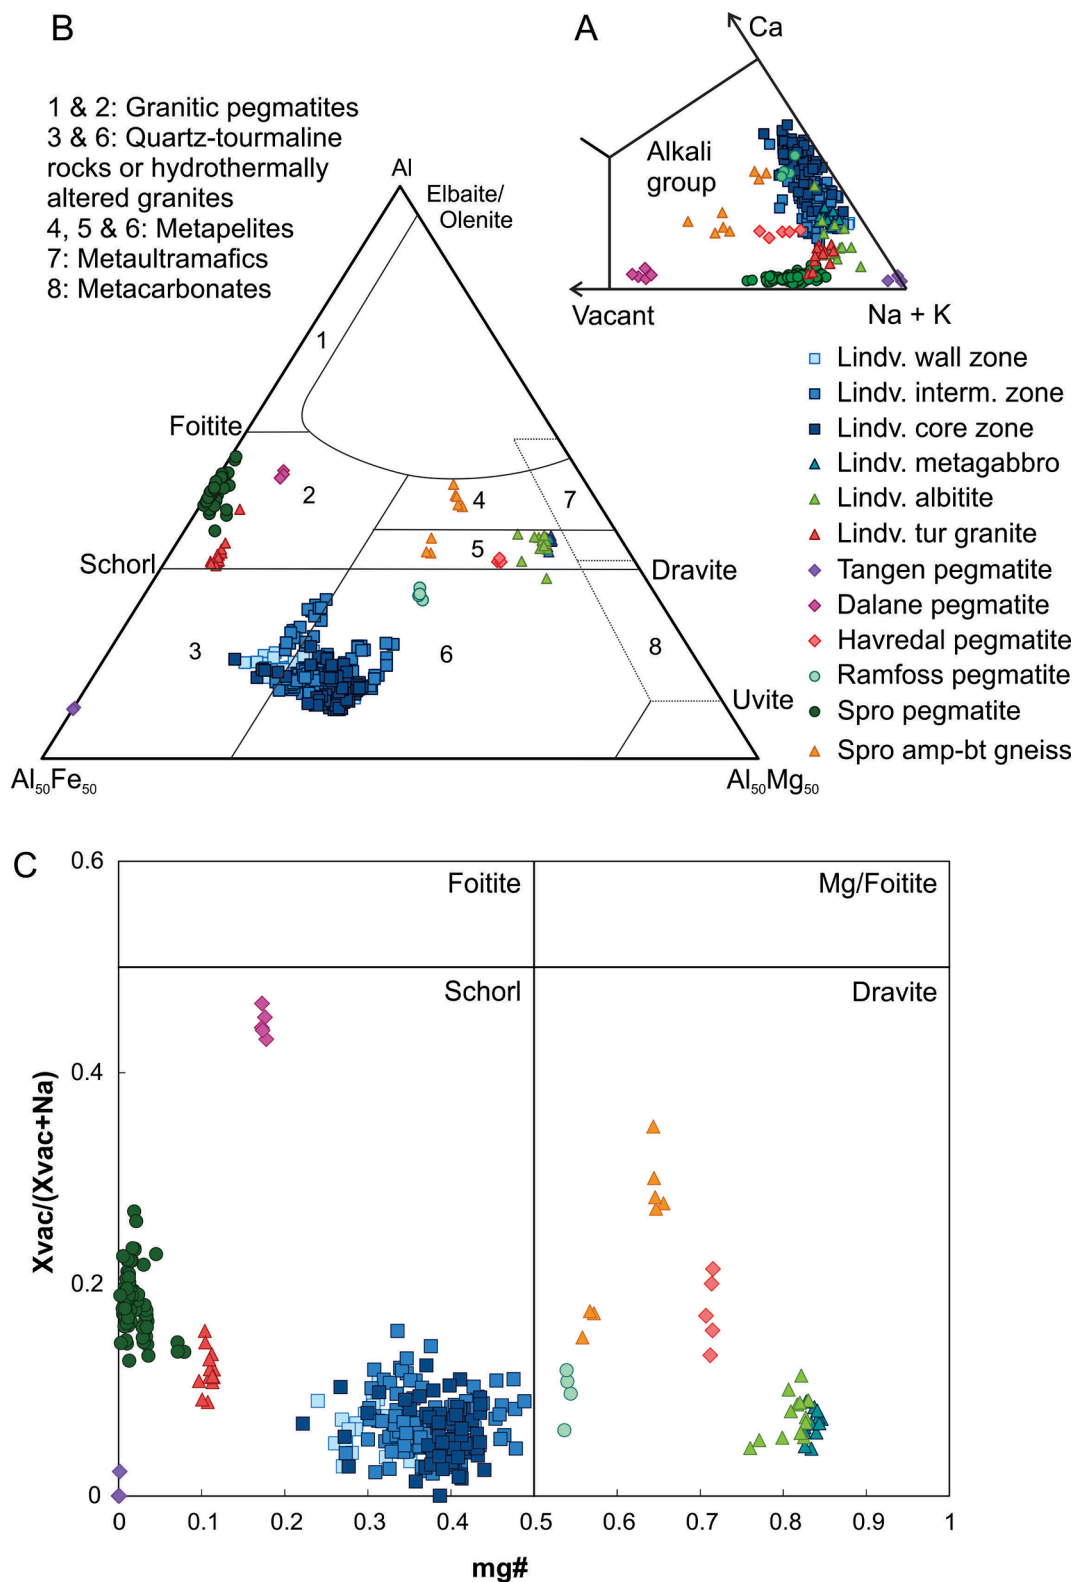 B
1 & 2: Granitic pegmatites
3 & 6: Quartz-tourmaline
rocks or hydrothermally
altered granites
4, 5 & 6: Metapelites
7: Metaultramafics
8: Metacarbonates
A
Ca
Alkali
group
Vacant
Na + K
Al
Elbaite/
Olenite
1
Foitite
2
4
7
5
Schorl
Dravite
3
6
8
Uvite
Al₅₀Fe₅₀
Al₅₀Mg₅₀
Lindv. wall zone
Lindv. interm. zone
Lindv. core zone
Lindv. metagabbro
Lindv. albitite
Lindv. tur granite
Tangen pegmatite
Dalane pegmatite
Havredal pegmatite
Ramfoss pegmatite
Spro pegmatite
Spro amp-bt gneiss
C
0.6
Foitite
Mg/Foitite
Schorl
Dravite
0.4
Xvac/(Xvac+Na)
0.2
0
0 0.1 0.2 0.3 0.4 0.5 0.6 0.7 0.8 0.9 1
mg#